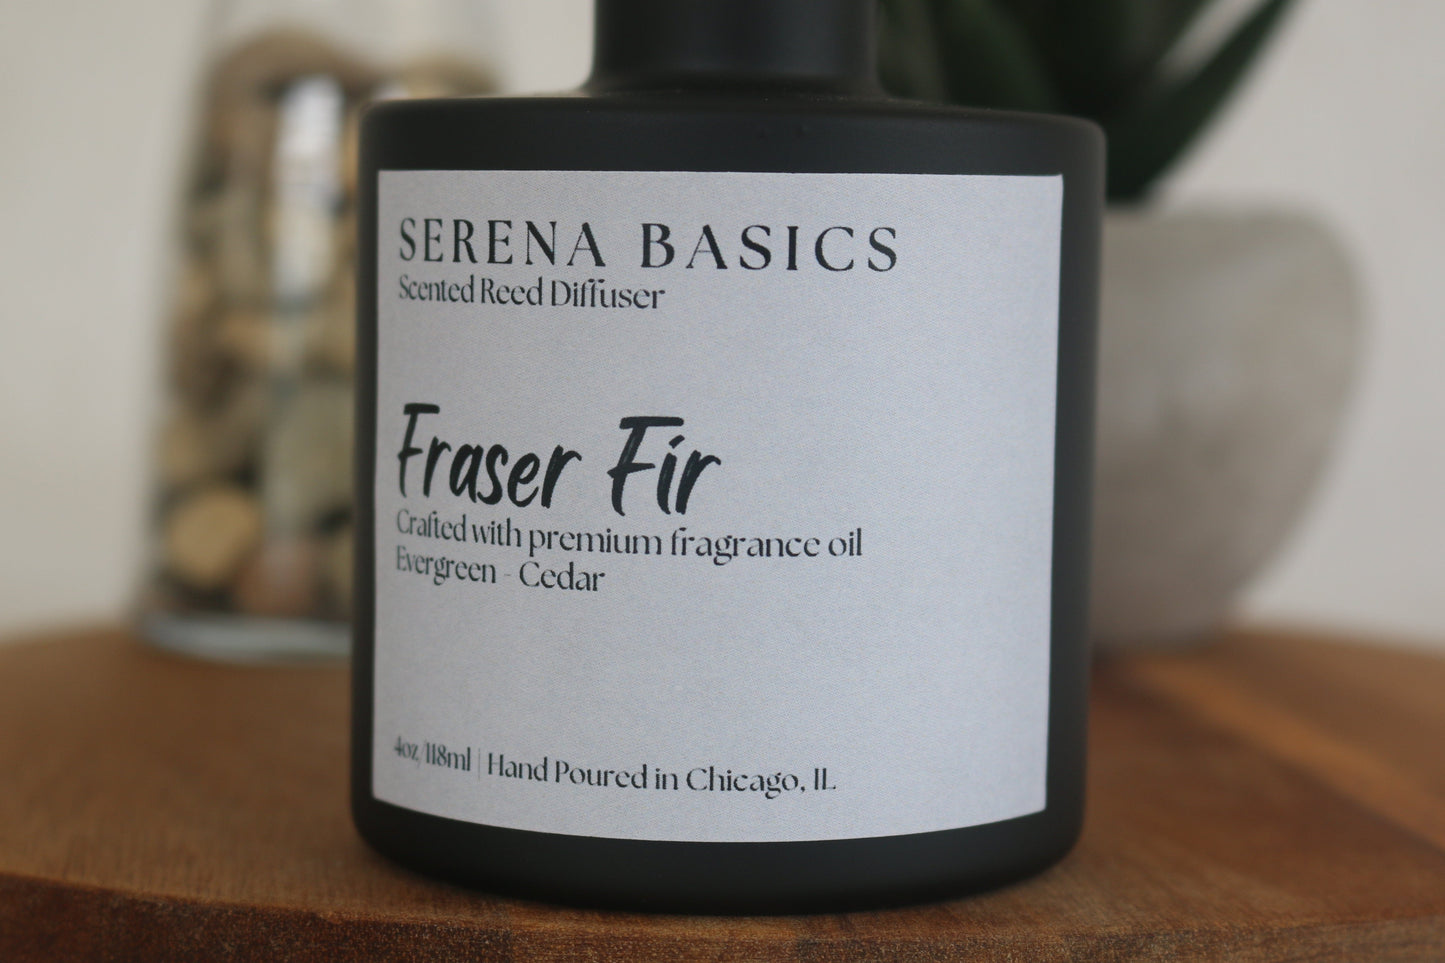 SERENA BASICS
Scented Reed Diffuser
Fraser Fir
Crafted with premium fragrance oil
Evergreen - Cedar
4oz/118ml | Hand Poured in Chicago, IL